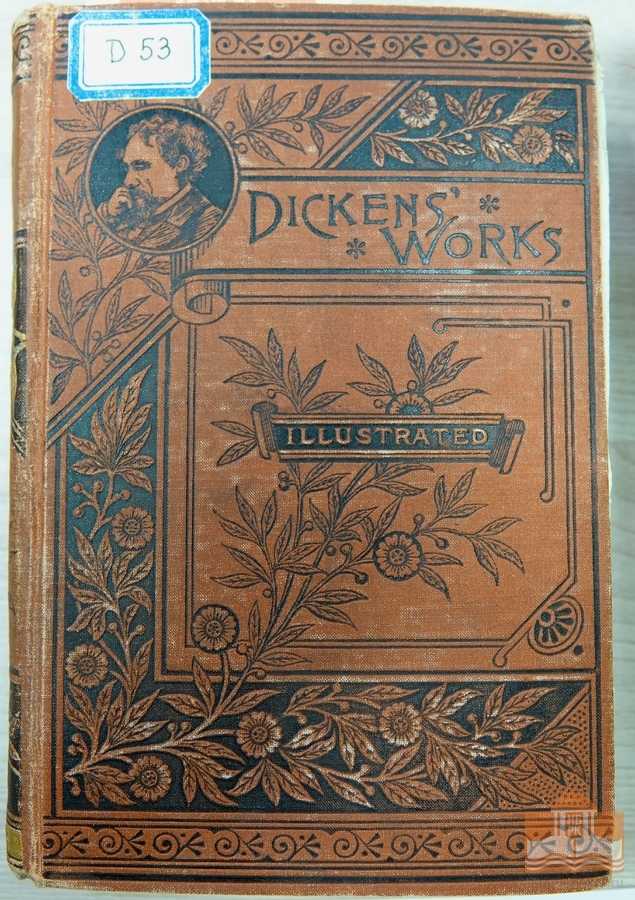 D 53
DICKENS'
WORKS
ILLUSTRATED